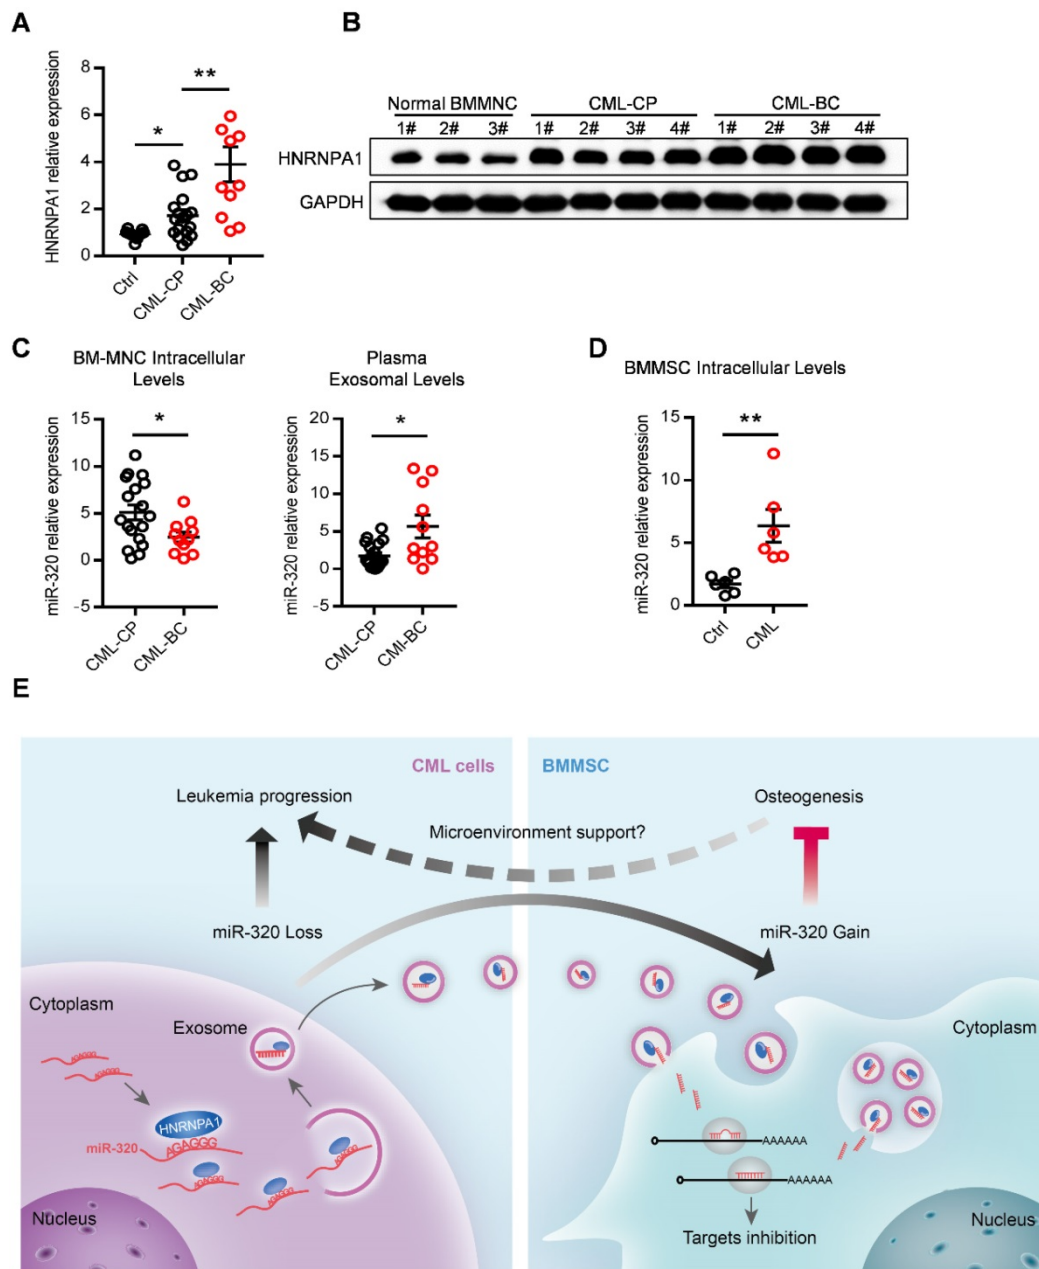 A
HNRNPA1 relative expression
8
6
4
2
0
*
**
Ctrl
CML-CP
CML-BC
B
Normal BMMNC
CML-CP
CML-BC
1# 2# 3# 1# 2# 3# 4# 1# 2# 3# 4#
HNRNPA1
GAPDH
C
BM-MNC Intracellular
Levels
miR-320 relative expression
15
10
5
0
-5
*
CML-CP
CML-BC
Plasma
Exosomal Levels
miR-320 relative expression
20
15
10
5
0
-5
*
CML-CP
CMl-BC
D
BMMSC Intracellular Levels
miR-320 relative expression
15
10
5
0
**
Ctrl
CML
E
CML cells
BMMSC
Leukemia progression
Osteogenesis
Microenvironment support?
miR-320 Loss
miR-320 Gain
Cytoplasm
Exosome
Cytoplasm
AGAGGG
AGAGGG
HNRNPA1
miR-320
AGAGGG
AGAGGG
AGAGGG
AGAGGG
AAAAAA
AAAAAA
Targets inhibition
Nucleus
Nucleus